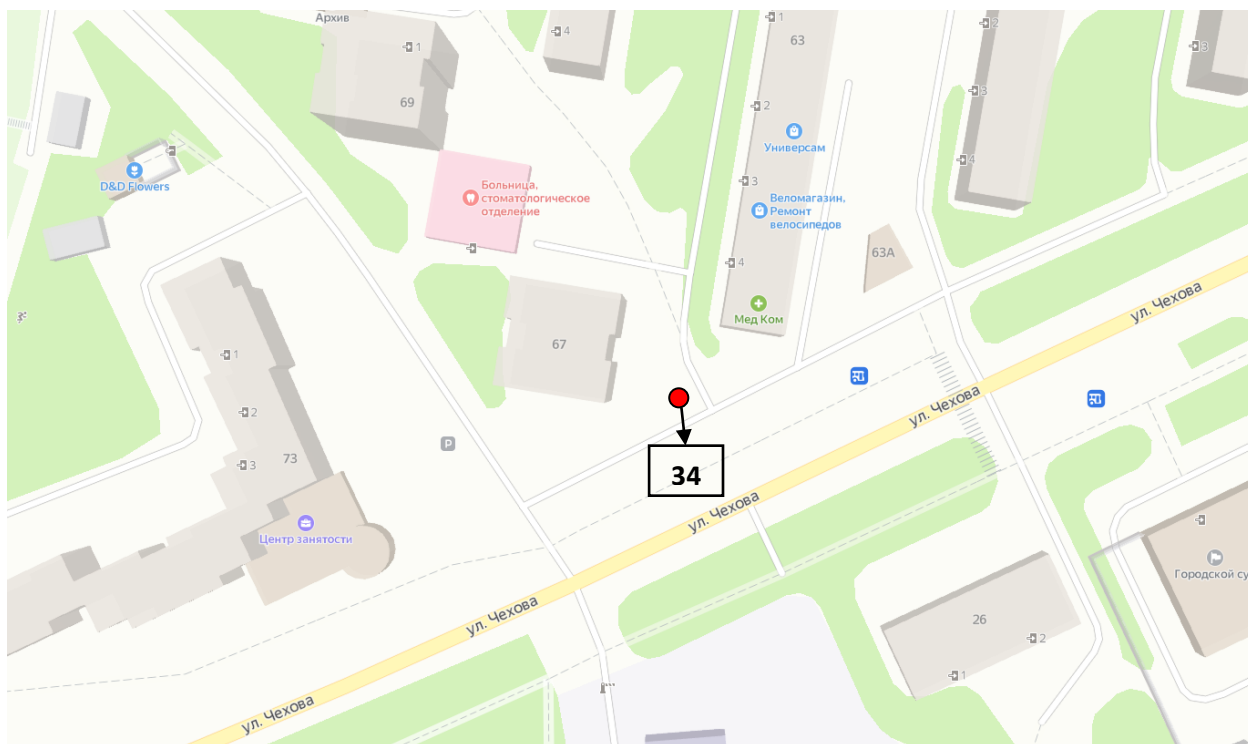 Архив
1
4
1
63
2
3
69
2
3
Универсам
4
D&D Flowers
Больница,
стоматологическое
отделение
3
Веломагазин,
Ремонт
велосипедов
4
63А
Мед Ком
ул. Чехова
67
1
2
ул. Чехова
P
73
3
34
ул. Чехова
Центр занятости
Городской су
ул. Чехова
26
2
1
ул. Чехова